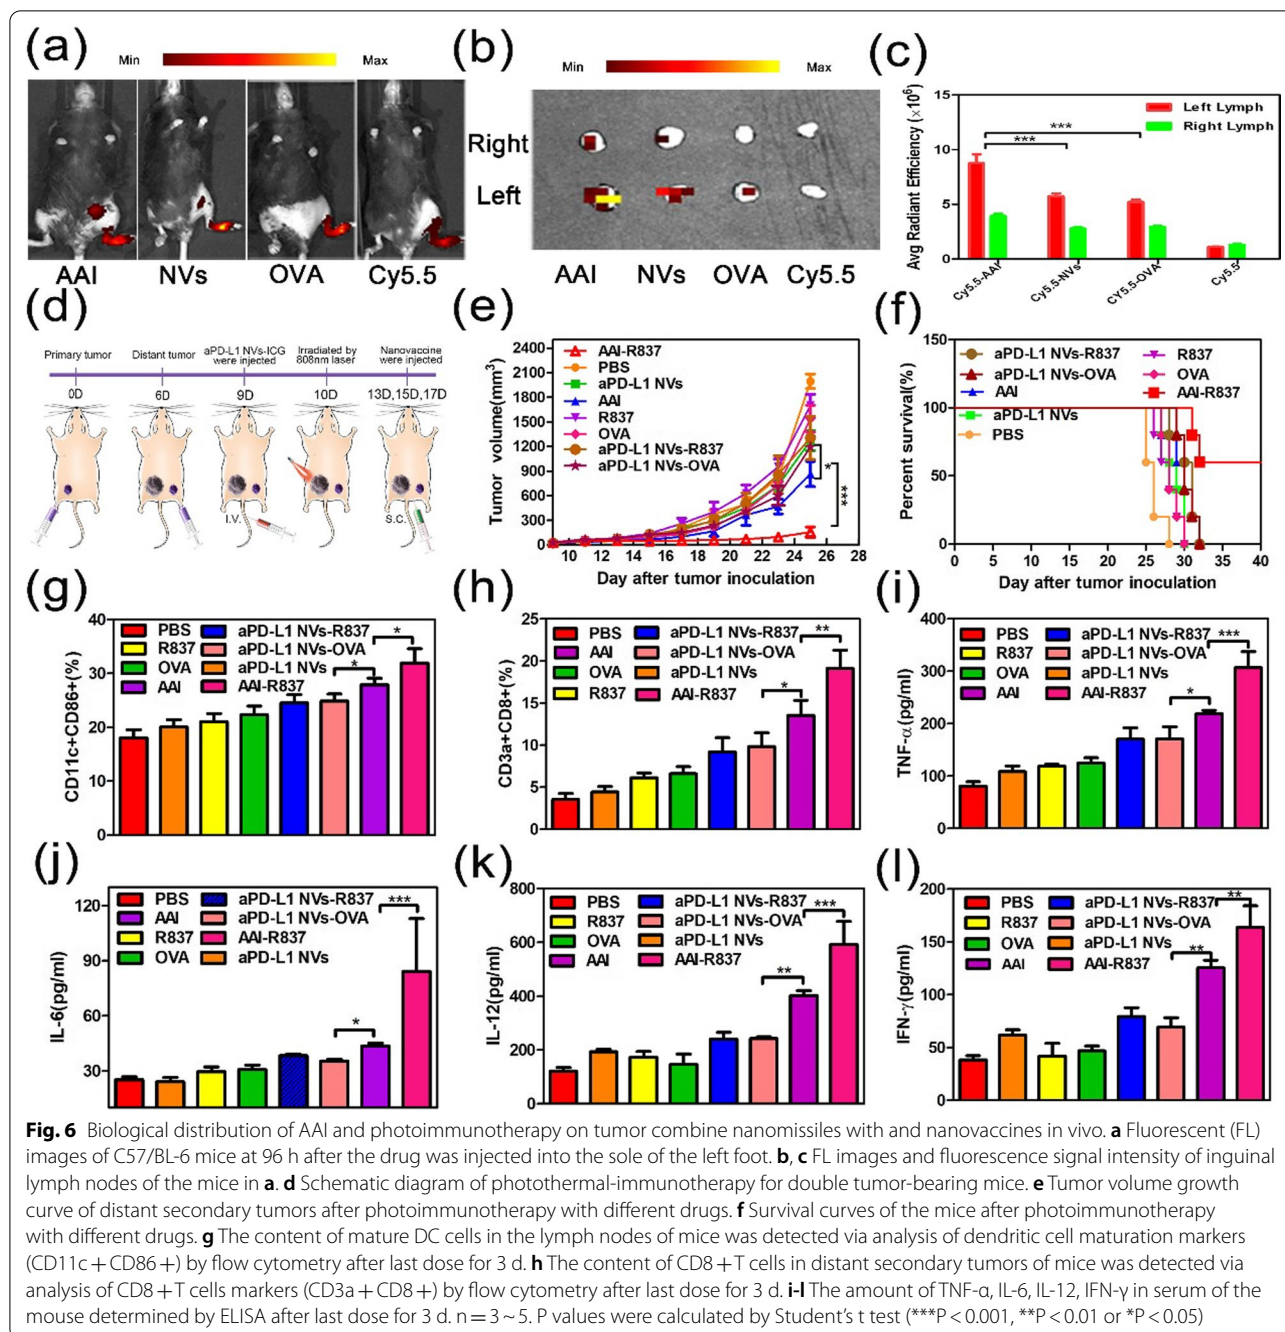 (a)
Min
Max
AAI
NVs
OVA
Cy5.5
(b)
Min
Max
Right
Left
AAI
NVs
OVA
Cy5.5
(c)
Avg Radiant Efficiency (×10⁶)
15
10
5
0
Left Lymph
Right Lymph
***
***
Cy5.5-AAI
Cy5.5-NVs
CY5.5-OVA
Cy5.5
(d)
Primary tumor
Distant tumor
aPD-L1 NVs-ICG
were injected
Irradiated by
808nm laser
Nanovaccine
were injected
0D
6D
9D
10D
13D,15D,17D
I.V.
S.C.
(e)
Tumor volume(mm³)
2400
2100
1800
1500
1200
900
600
300
0
AAI-R837
PBS
aPD-L1 NVs
AAI
R837
OVA
aPD-L1 NVs-R837
aPD-L1 NVs-OVA
*
***
10
12
14
16
18
20
22
24
26
28
Day after tumor inoculation
(f)
Percent survival(%)
150
100
50
0
aPD-L1 NVs-R837
aPD-L1 NVs-OVA
AAI
aPD-L1 NVs
PBS
R837
OVA
AAI-R837
0
5
10
15
20
25
30
35
40
Day after tumor inoculation
(g)
CD11c+CD86+(%)
40
30
20
10
0
PBS
R837
OVA
AAI
aPD-L1 NVs-R837
aPD-L1 NVs-OVA
aPD-L1 NVs
AAI-R837
*
*
(h)
CD3a+CD8+(%)
25
20
15
10
5
0
PBS
AAI
OVA
R837
aPD-L1 NVs-R837
aPD-L1 NVs-OVA
aPD-L1 NVs
AAI-R837
*
**
(i)
TNF-α(pg/ml)
400
300
200
100
0
PBS
R837
OVA
AAI
aPD-L1 NVs-R837
aPD-L1 NVs-OVA
aPD-L1 NVs
AAI-R837
*
***
(j)
IL-6(pg/ml)
120
90
60
30
PBS
AAI
R837
OVA
aPD-L1 NVs-R837
aPD-L1 NVs-OVA
AAI-R837
aPD-L1 NVs
*
***
(k)
IL-12(pg/ml)
800
600
400
200
0
PBS
R837
OVA
AAI
aPD-L1 NVs-R837
aPD-L1 NVs-OVA
aPD-L1 NVs
AAI-R837
**
***
(l)
IFN-γ(pg/ml)
200
150
100
50
0
PBS
R837
OVA
AAI
aPD-L1 NVs-R837
aPD-L1 NVs-OVA
aPD-L1 NVs
AAI-R837
**
**
Fig. 6 Biological distribution of AAI and photoimmunotherapy on tumor combine nanomissiles with and nanovaccines in vivo. a Fluorescent (FL)
images of C57/BL-6 mice at 96 h after the drug was injected into the sole of the left foot. b, c FL images and fluorescence signal intensity of inguinal
lymph nodes of the mice in a. d Schematic diagram of photothermal-immunotherapy for double tumor-bearing mice. e Tumor volume growth
curve of distant secondary tumors after photoimmunotherapy with different drugs. f Survival curves of the mice after photoimmunotherapy
with different drugs. g The content of mature DC cells in the lymph nodes of mice was detected via analysis of dendritic cell maturation markers
(CD11c + CD86 +) by flow cytometry after last dose for 3 d. h The content of CD8 + T cells in distant secondary tumors of mice was detected via
analysis of CD8 + T cells markers (CD3a + CD8 +) by flow cytometry after last dose for 3 d. i-l The amount of TNF-α, IL-6, IL-12, IFN-γ in serum of the
mouse determined by ELISA after last dose for 3 d. n = 3 ~ 5. P values were calculated by Student's t test (***P < 0.001, **P < 0.01 or *P < 0.05)